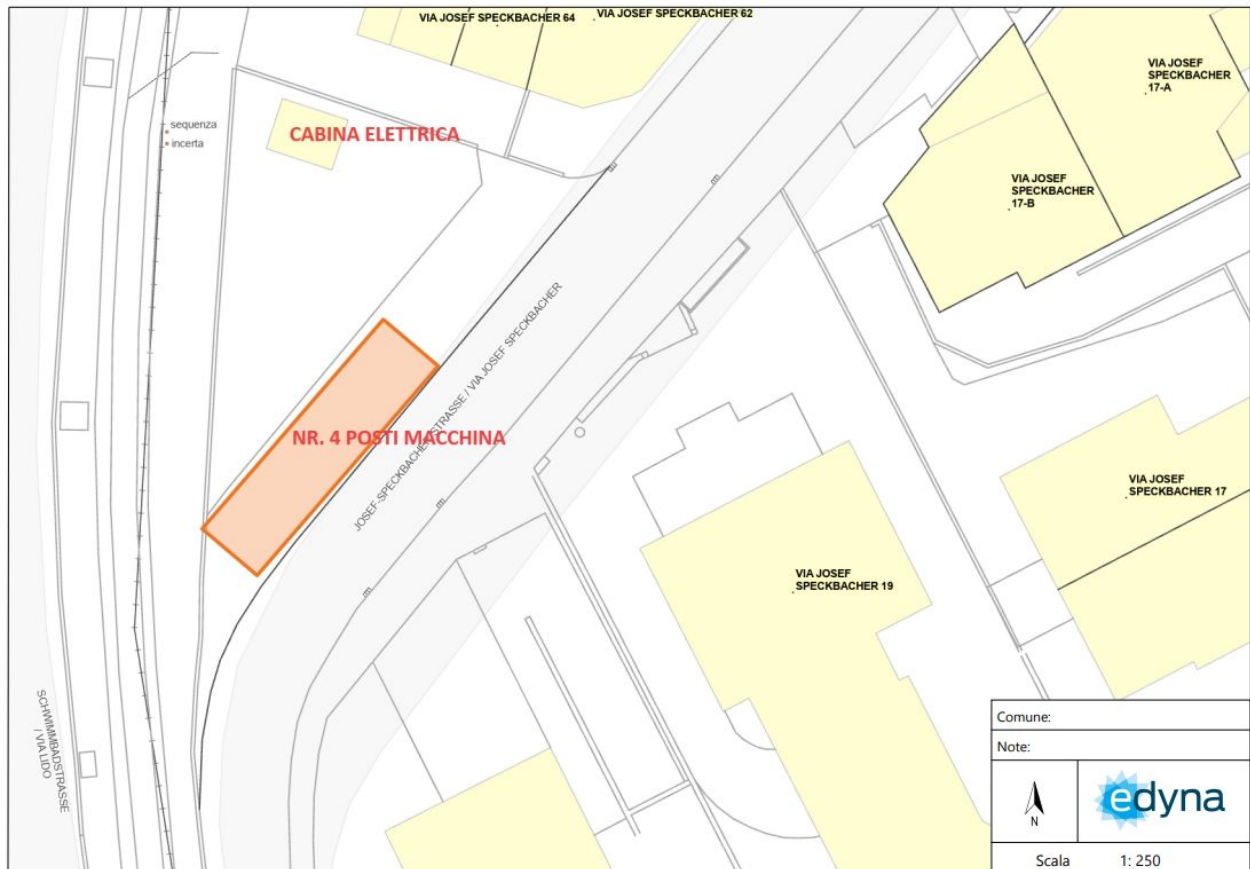 VIA JOSEF SPECKBACHER 64
VIA JOSEF SPECKBACHER 62
VIA JOSEF
SPECKBACHER
17-A
sequenza
incerta
CABINA ELETTRICA
VIA JOSEF
SPECKBACHER
17-B
JOSEF-SPECKBACHER-STRASSE / VIA JOSEF SPECKBACHER
NR. 4 POSTI MACCHINA
VIA JOSEF
SPECKBACHER 17
VIA JOSEF
SPECKBACHER 19
SCHWIMMBADSTRASSE
/ VIA LIDO
Comune:
Note:
N
edyna
Scala 1: 250